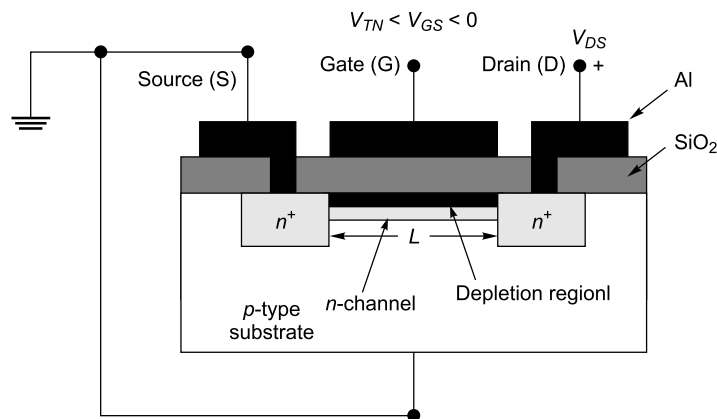 V_TN < V_GS < 0
V_DS
Source (S)
Gate (G)
Drain (D)
+
Al
SiO₂
n⁺
n⁺
L
n-channel
Depletion regionl
p-type
substrate